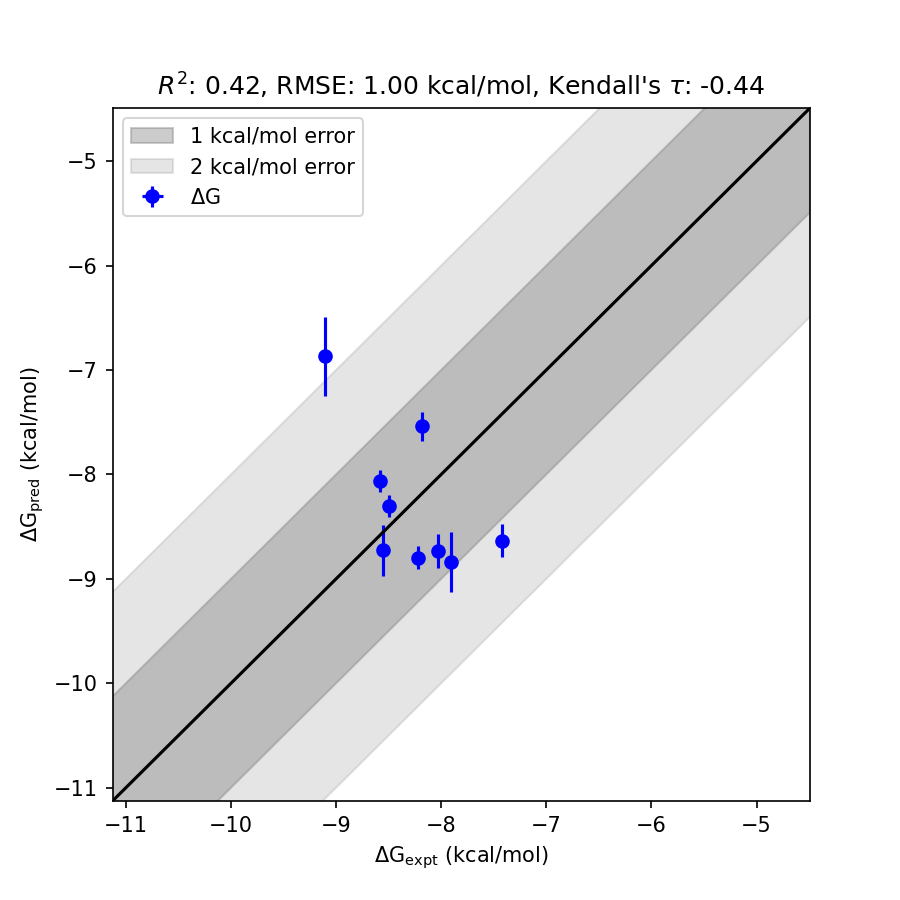 R²: 0.42, RMSE: 1.00 kcal/mol, Kendall's τ: -0.44
1 kcal/mol error
2 kcal/mol error
ΔG
−5
−6
−7
−8
−9
−10
−11
ΔGpred (kcal/mol)
−11 −10 −9 −8 −7 −6 −5
ΔGexpt (kcal/mol)